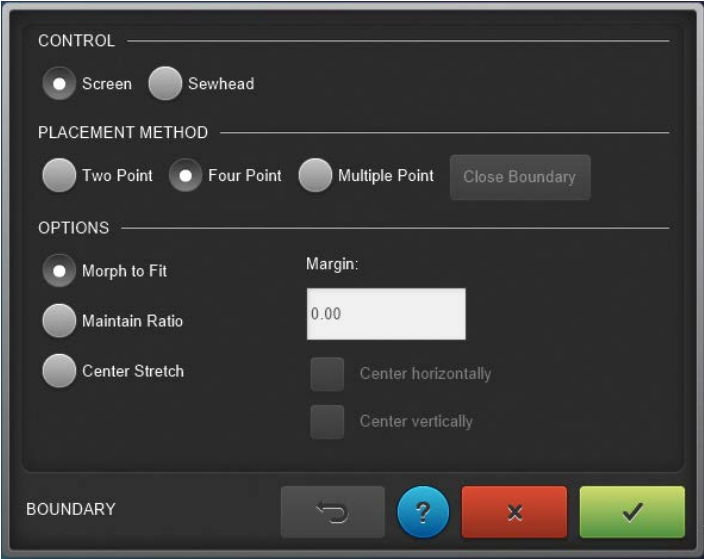 CONTROL
Screen Sewhead
PLACEMENT METHOD
Two Point Four Point Multiple Point Close Boundary
OPTIONS
Morph to Fit Margin:
0.00
Maintain Ratio
Center Stretch Center horizontally
Center vertically
BOUNDARY ?